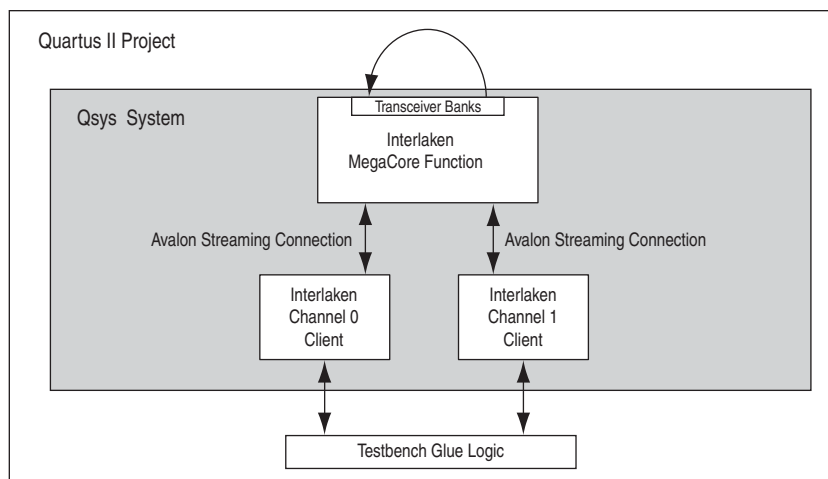 Quartus II Project
Transceiver Banks
Qsys System
Interlaken
MegaCore Function
Avalon Streaming Connection
Avalon Streaming Connection
Interlaken
Channel 0
Client
Interlaken
Channel 1
Client
Testbench Glue Logic